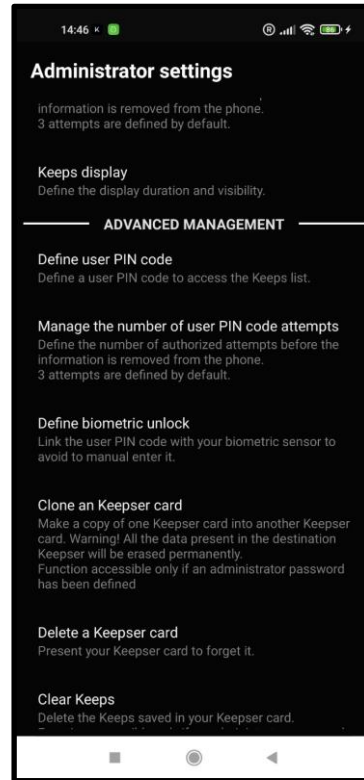 14:46
Administrator settings
information is removed from the phone.
3 attempts are defined by default.
Keeps display
Define the display duration and visibility.
ADVANCED MANAGEMENT
Define user PIN code
Define a user PIN code to access the Keeps list.
Manage the number of user PIN code attempts
Define the number of authorized attempts before the
information is removed from the phone.
3 attempts are defined by default.
Define biometric unlock
Link the user PIN code with your biometric sensor to
avoid to manual enter it.
Clone an Keepser card
Make a copy of one Keepser card into another Keepser
card. Warning! All the data present in the destination
Keepser will be erased permanently.
Function accessible only if an administrator password
has been defined
Delete a Keepser card
Present your Keepser card to forget it.
Clear Keeps
Delete the Keeps saved in your Keepser card.